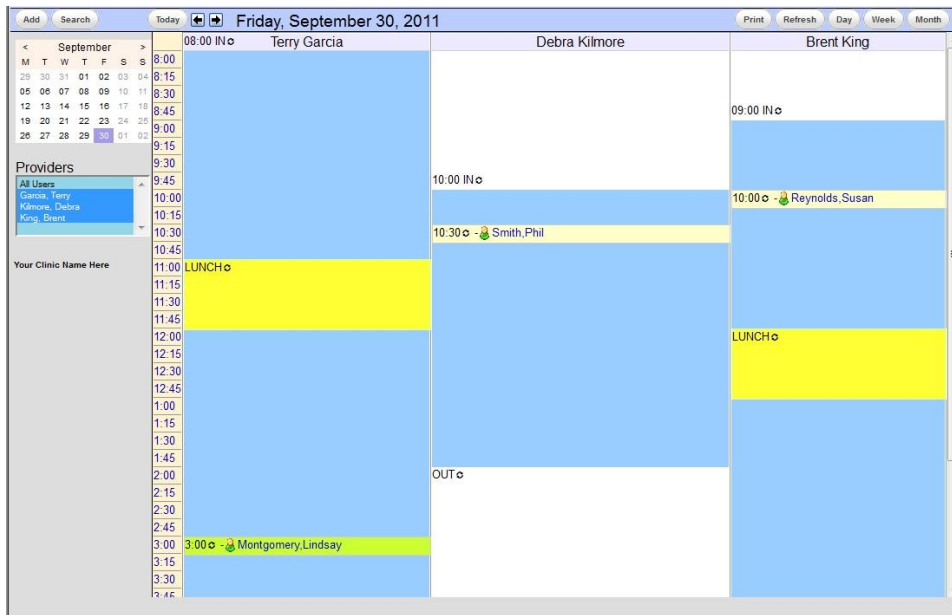 Add Search Today Friday, September 30, 2011 Print Refresh Day Week Month
< September >
M T W T F S S
29 30 31 01 02 03 04
05 06 07 08 09 10 11
12 13 14 15 16 17 18
19 20 21 22 23 24 25
26 27 28 29 30 01 02
Providers
All Users
Garcia, Terry
Kilmore, Debra
King, Brent
Your Clinic Name Here
08:00 IN Terry Garcia Debra Kilmore Brent King
8:00
8:15
8:30
8:45 09:00 IN
9:00
9:15
9:30
9:45 10:00 IN
10:00 10:00 - Reynolds,Susan
10:15
10:30 10:30 - Smith,Phil
10:45
11:00 LUNCH
11:15
11:30
11:45
12:00 LUNCH
12:15
12:30
12:45
1:00
1:15
1:30
1:45
2:00 OUT
2:15
2:30
2:45
3:00 3:00 - Montgomery,Lindsay
3:15
3:30
3:45